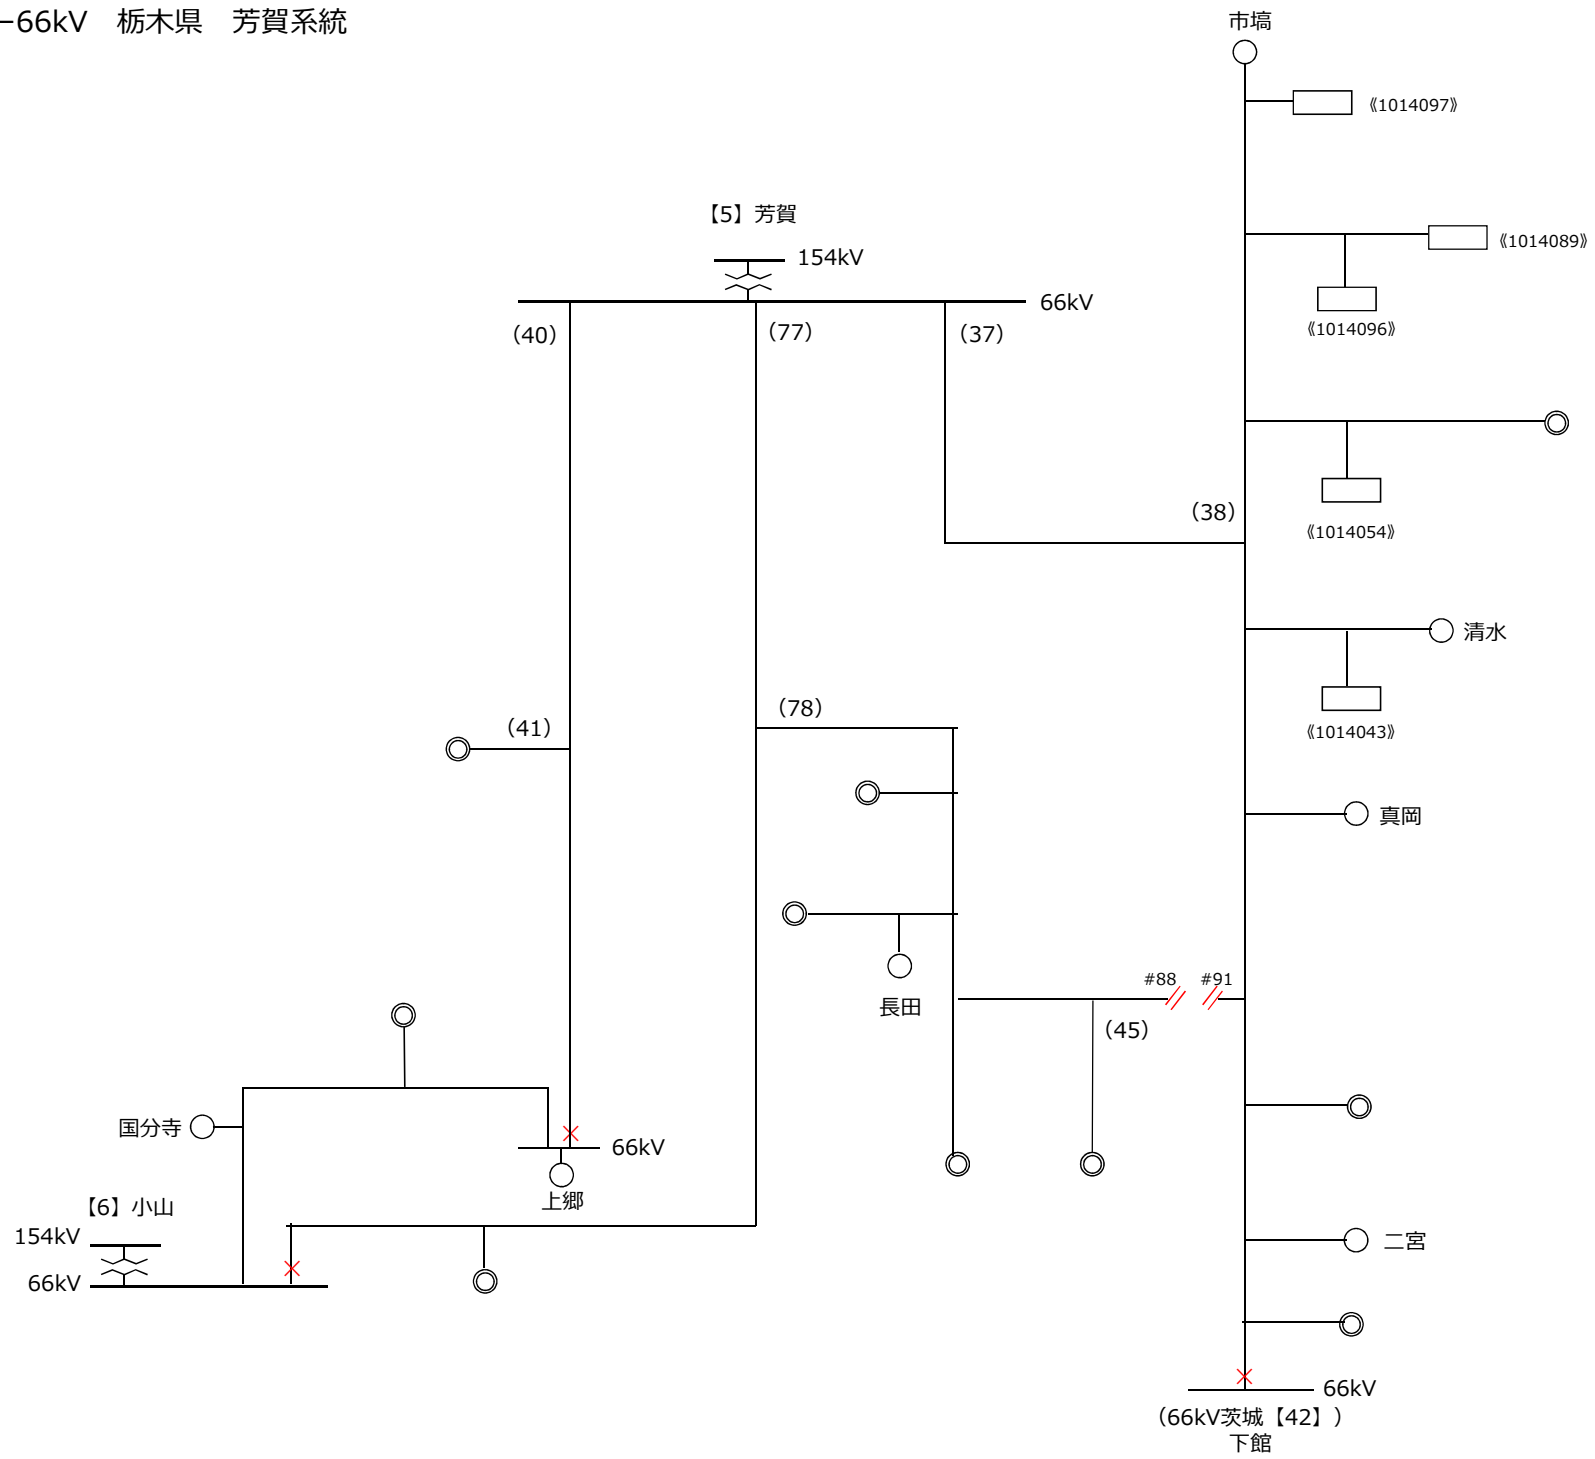 −66kV 栃木県 芳賀系統
市塙
《1014097》
【5】芳賀
154kV
《1014089》
66kV
《1014096》
（40）
（77）
（37）
（38）
《1014054》
清水
（41）
（78）
《1014043》
真岡
#88
#91
長田
（45）
国分寺
66kV
上郷
【6】小山
154kV
66kV
二宮
66kV
（66kV茨城【42】）
下館